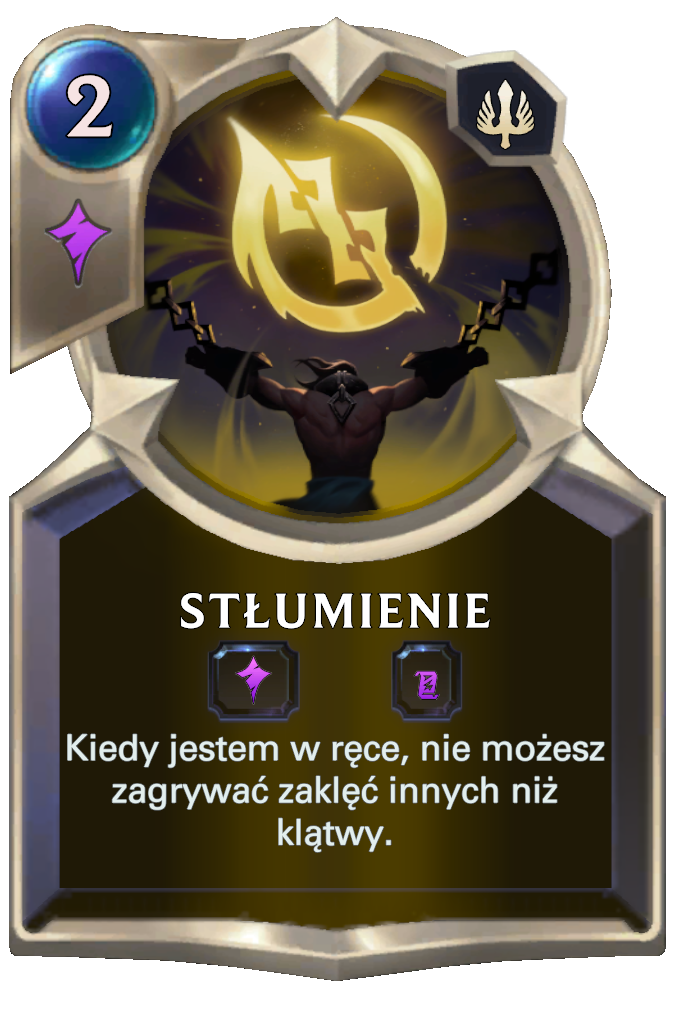 2
STŁUMIENIE
Kiedy jestem w ręce, nie możesz
zagrywać zaklęć innych niż
klątwy.